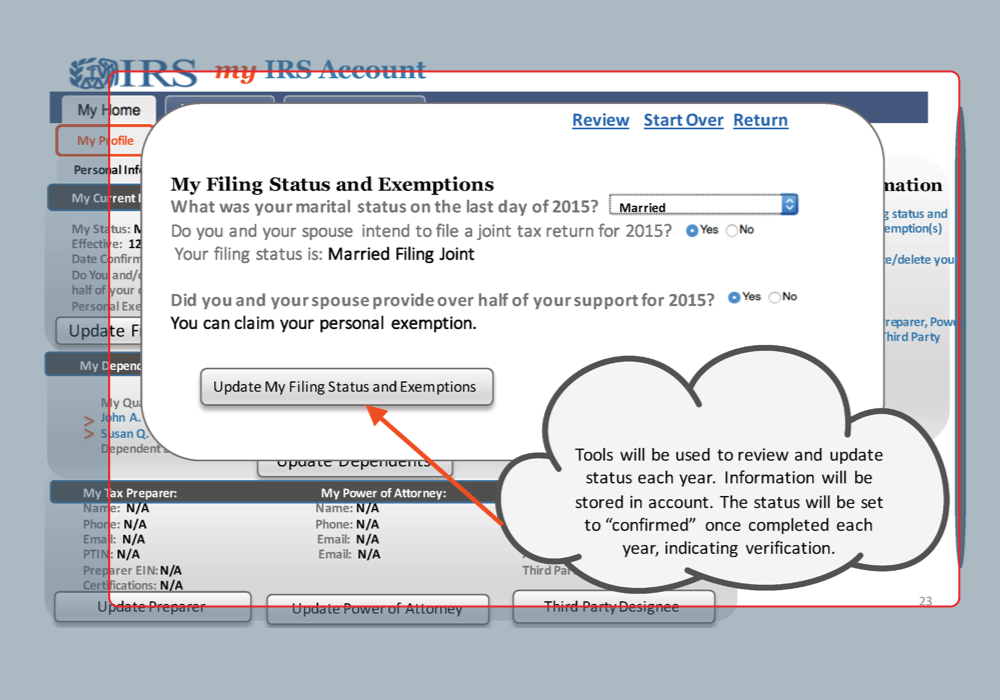 IRS my IRS Account
My Home
My Profile
Review Start Over Return
Personal Inf
My Filing Status and Exemptions
mation
My Current
What was your marital status on the last day of 2015? Married
g status and
emption(s)
My Status:
Do you and your spouse intend to file a joint tax return for 2015? Yes No
Effective: 12
Your filing status is: Married Filing Joint
Date Confirm
e/delete you
Do You and/
half of your
Did you and your spouse provide over half of your support for 2015? Yes No
Personal Exe
You can claim your personal exemption.
reparer, Powe
Third Party
Update Fi
My Depend
Update My Filing Status and Exemptions
My Qua
> John A.
> Susan Q.
Dependent
Update Dependents
Tools will be used to review and update
status each year. Information will be
stored in account. The status will be set
to “confirmed” once completed each
year, indicating verification.
My Tax Preparer: My Power of Attorney:
Name: N/A Name: N/A
Phone: N/A Phone: N/A
Email: N/A Email: N/A
PTIN: N/A Email: N/A
Preparer EIN: N/A Third Par
Certifications: N/A
Update Preparer Update Power of Attorney Third Party Designee
23